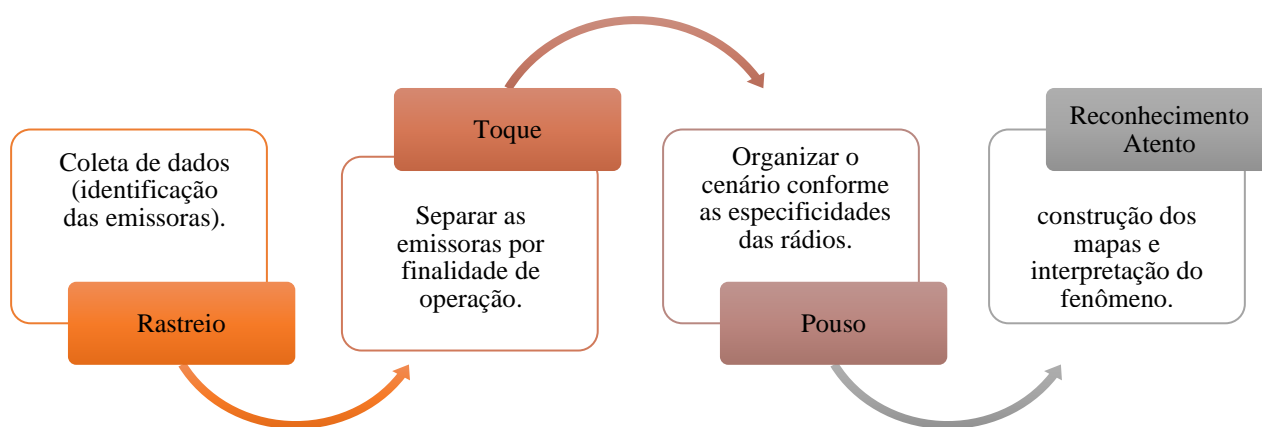 Coleta de dados
(identificação
das emissoras).
Rastreio
Toque
Separar as
emissoras por
finalidade de
operação.
Organizar o
cenário conforme
as especificidades
das rádios.
Pouso
Reconhecimento
Atento
construção dos
mapas e
interpretação do
fenômeno.